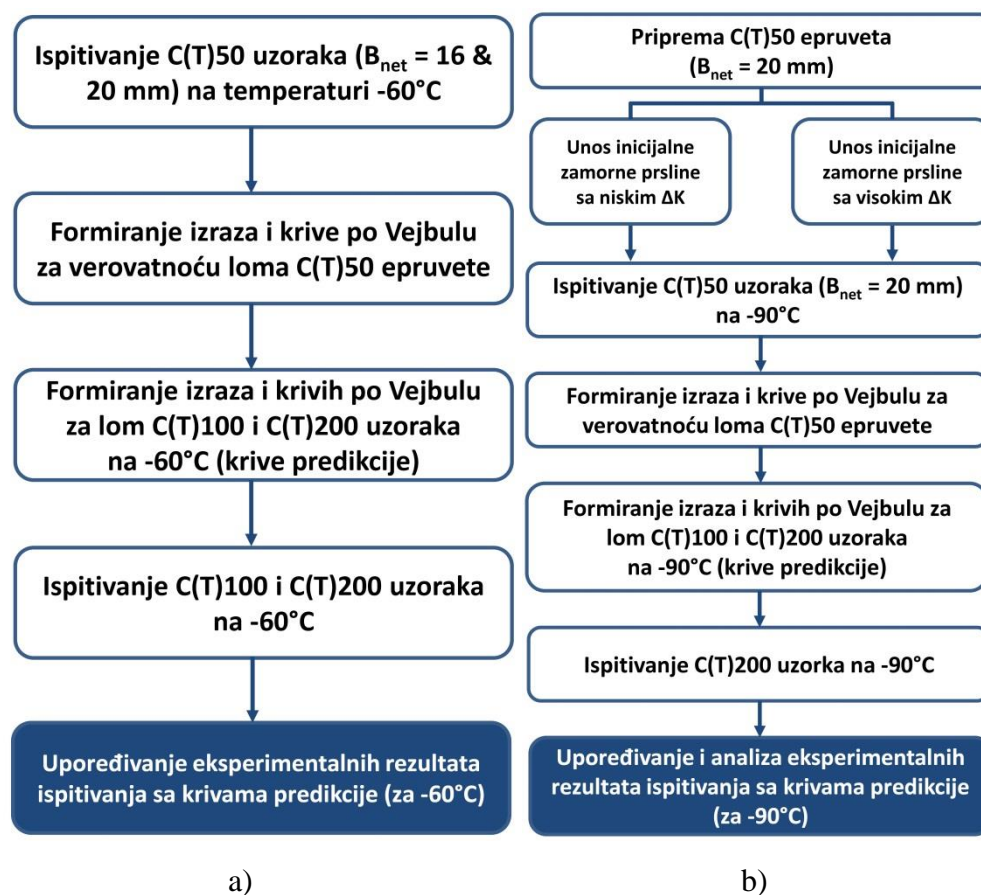 Ispitivanje C(T)50 uzoraka (Bnet = 16 &
20 mm) na temperaturi -60°C
Formiranje izraza i krive po Vejbulu
za verovatnoću loma C(T)50 epruvete
Formiranje izraza i krivih po Vejbulu
za lom C(T)100 i C(T)200 uzoraka
na -60°C (krive predikcije)
Ispitivanje C(T)100 i C(T)200 uzoraka
na -60°C
Upoređivanje eksperimentalnih rezultata
ispitivanja sa krivama predikcije (za -60°C)
a)
Priprema C(T)50 epruveta
(Bnet = 20 mm)
Unos inicijalne
zamorne prsline
sa niskim ΔK
Unos inicijalne
zamorne prsline
sa visokim ΔK
Ispitivanje C(T)50 uzoraka (Bnet = 20 mm)
na -90°C
Formiranje izraza i krive po Vejbulu za
verovatnoću loma C(T)50 epruvete
Formiranje izraza i krivih po Vejbulu za
lom C(T)100 i C(T)200 uzoraka
na -90°C (krive predikcije)
Ispitivanje C(T)200 uzorka na -90°C
Upoređivanje i analiza eksperimentalnih
rezultata ispitivanja sa krivama predikcije
(za -90°C)
b)